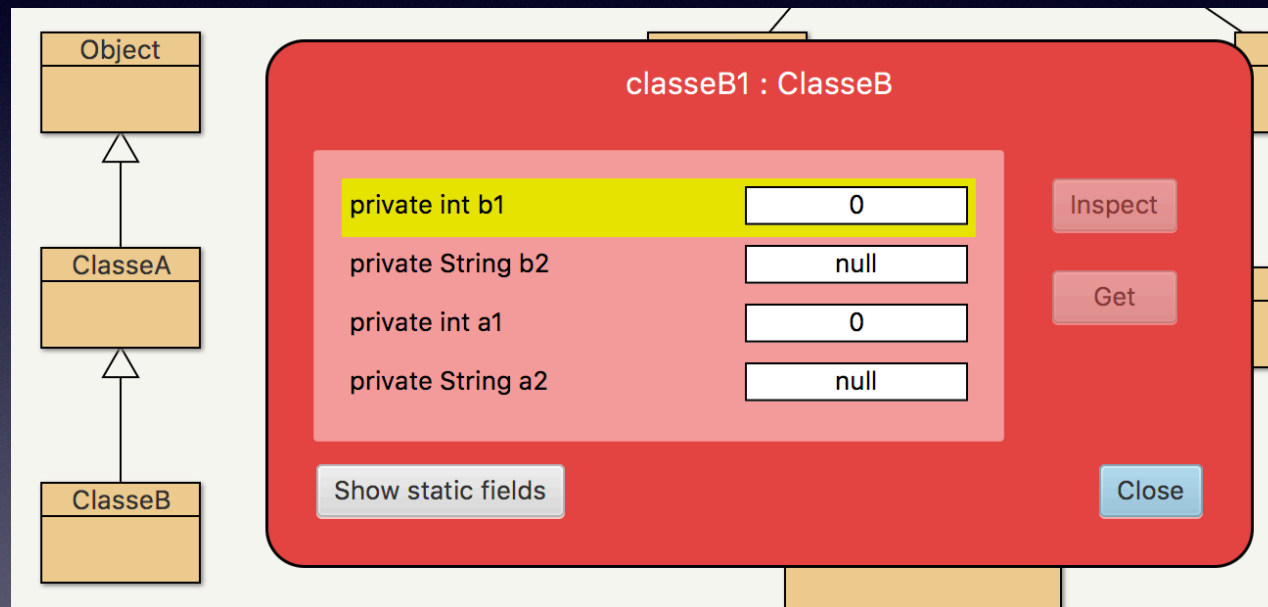 Object
ClasseA
ClasseB
classeB1 : ClasseB
private int b1 0
private String b2 null
private int a1 0
private String a2 null
Inspect
Get
Show static fields
Close